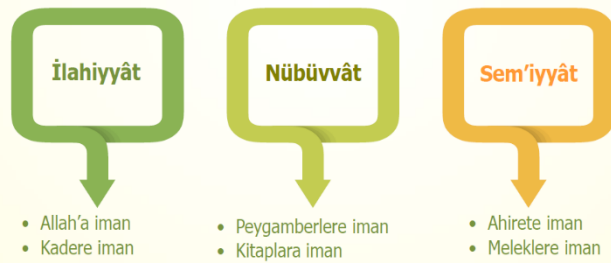 İlahiyyât
• Allah'a iman
• Kadere iman
Nübüvvât
• Peygamberlere iman
• Kitaplara iman
Sem'iyyât
• Ahirete iman
• Meleklere iman